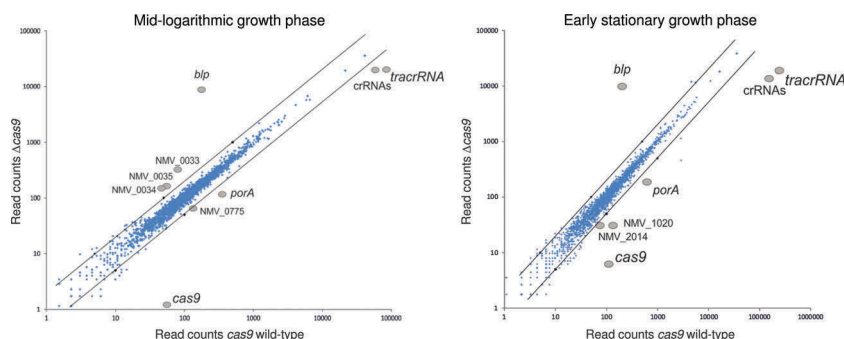 Mid-logarithmic growth phase
Read counts Δcas9
100000
10000
1000
100
10
1
blp
crRNAs
tracrRNA
NMV_0033
NMV_0035
NMV_0034
porA
NMV_0775
cas9
1
10
100
1000
10000
100000
Read counts cas9 wild-type
Early stationary growth phase
Read counts Δcas9
100000
10000
1000
100
10
1
blp
tracrRNA
crRNAs
porA
NMV_1020
NMV_2014
cas9
1
10
100
1000
10000
100000
1000000
Read counts cas9 wild-type